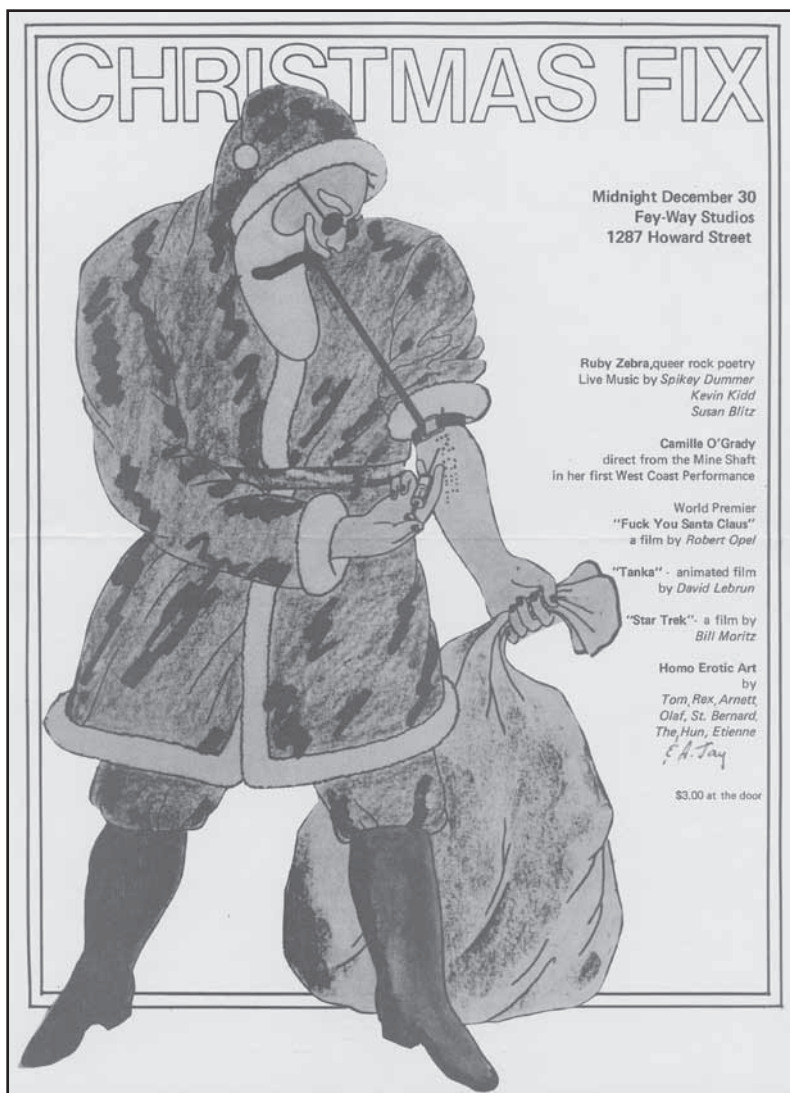 CHRISTMAS FIX
Midnight December 30
Fey-Way Studios
1287 Howard Street
Ruby Zebra,queer rock poetry
Live Music by Spikey Dummer
Kevin Kidd
Susan Blitz
Camille O'Grady
direct from the Mine Shaft
in her first West Coast Performance
World Premier
"Fuck You Santa Claus"
a film by Robert Opel
"Tanka" - animated film
by David Lebrun
"Star Trek"- a film by
Bill Moritz
Homo Erotic Art
by
Tom, Rex, Arnett,
Olaf, St. Bernard,
The Hun, Etienne
& A. Jay
$3.00 at the door